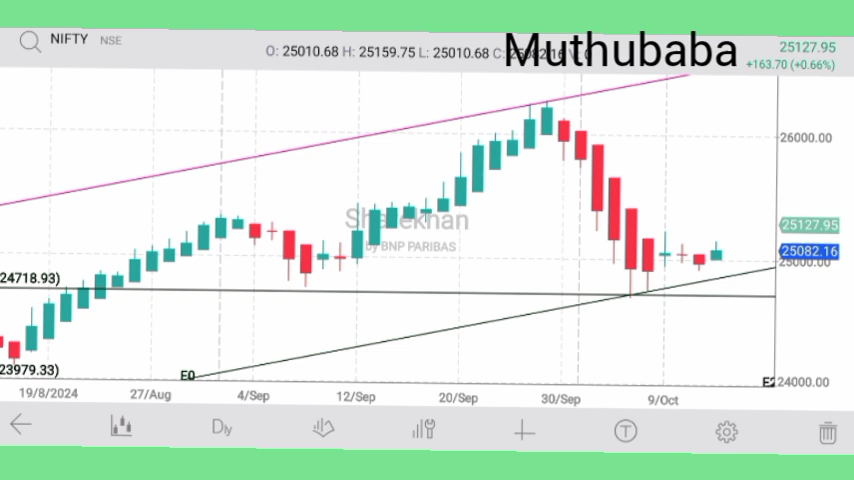 NIFTY NSE
Muthubaba
O: 25010.68 H: 25159.75 L: 25010.68 C:
25127.95
+163.70 (+0.66%)
26000.00
Sharekhan
by BNP PARIBAS
25127.95
25082.16
25000.00
24718.93)
23979.33)
E0
24000.00
19/8/2024 27/Aug 4/Sep 12/Sep 20/Sep 30/Sep 9/Oct
Dly
T